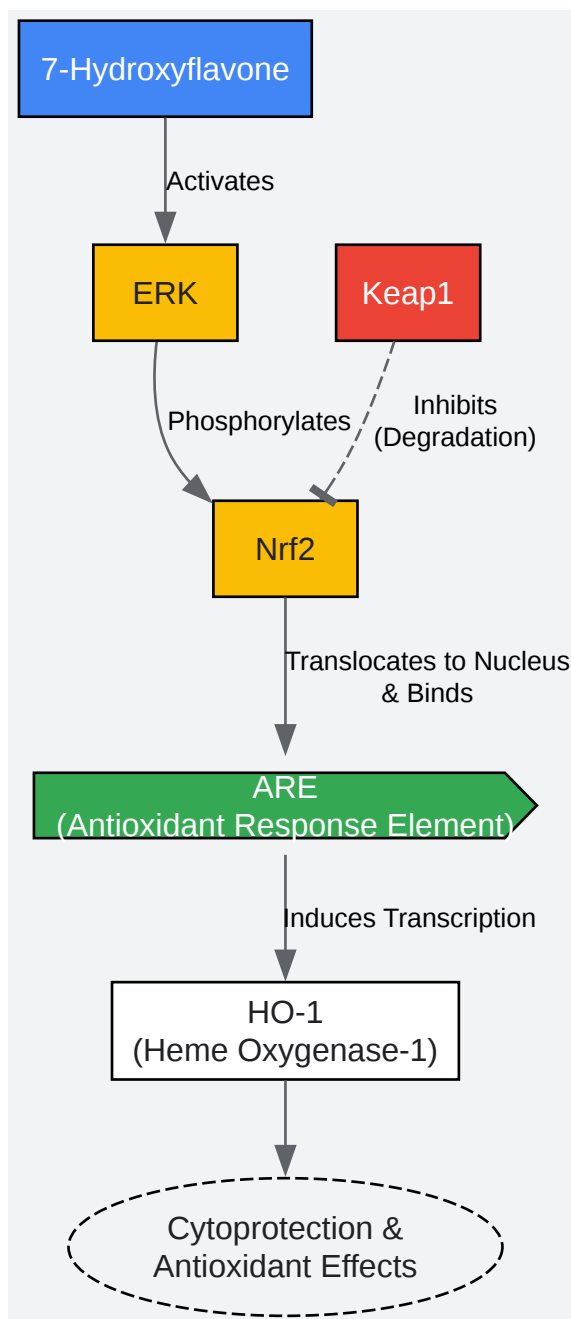 7-Hydroxyflavone
Activates
ERK
Keap1
Phosphorylates
Inhibits
(Degradation)
Nrf2
Translocates to Nucleus
& Binds
ARE
(Antioxidant Response Element)
Induces Transcription
HO-1
(Heme Oxygenase-1)
Cytoprotection &
Antioxidant Effects